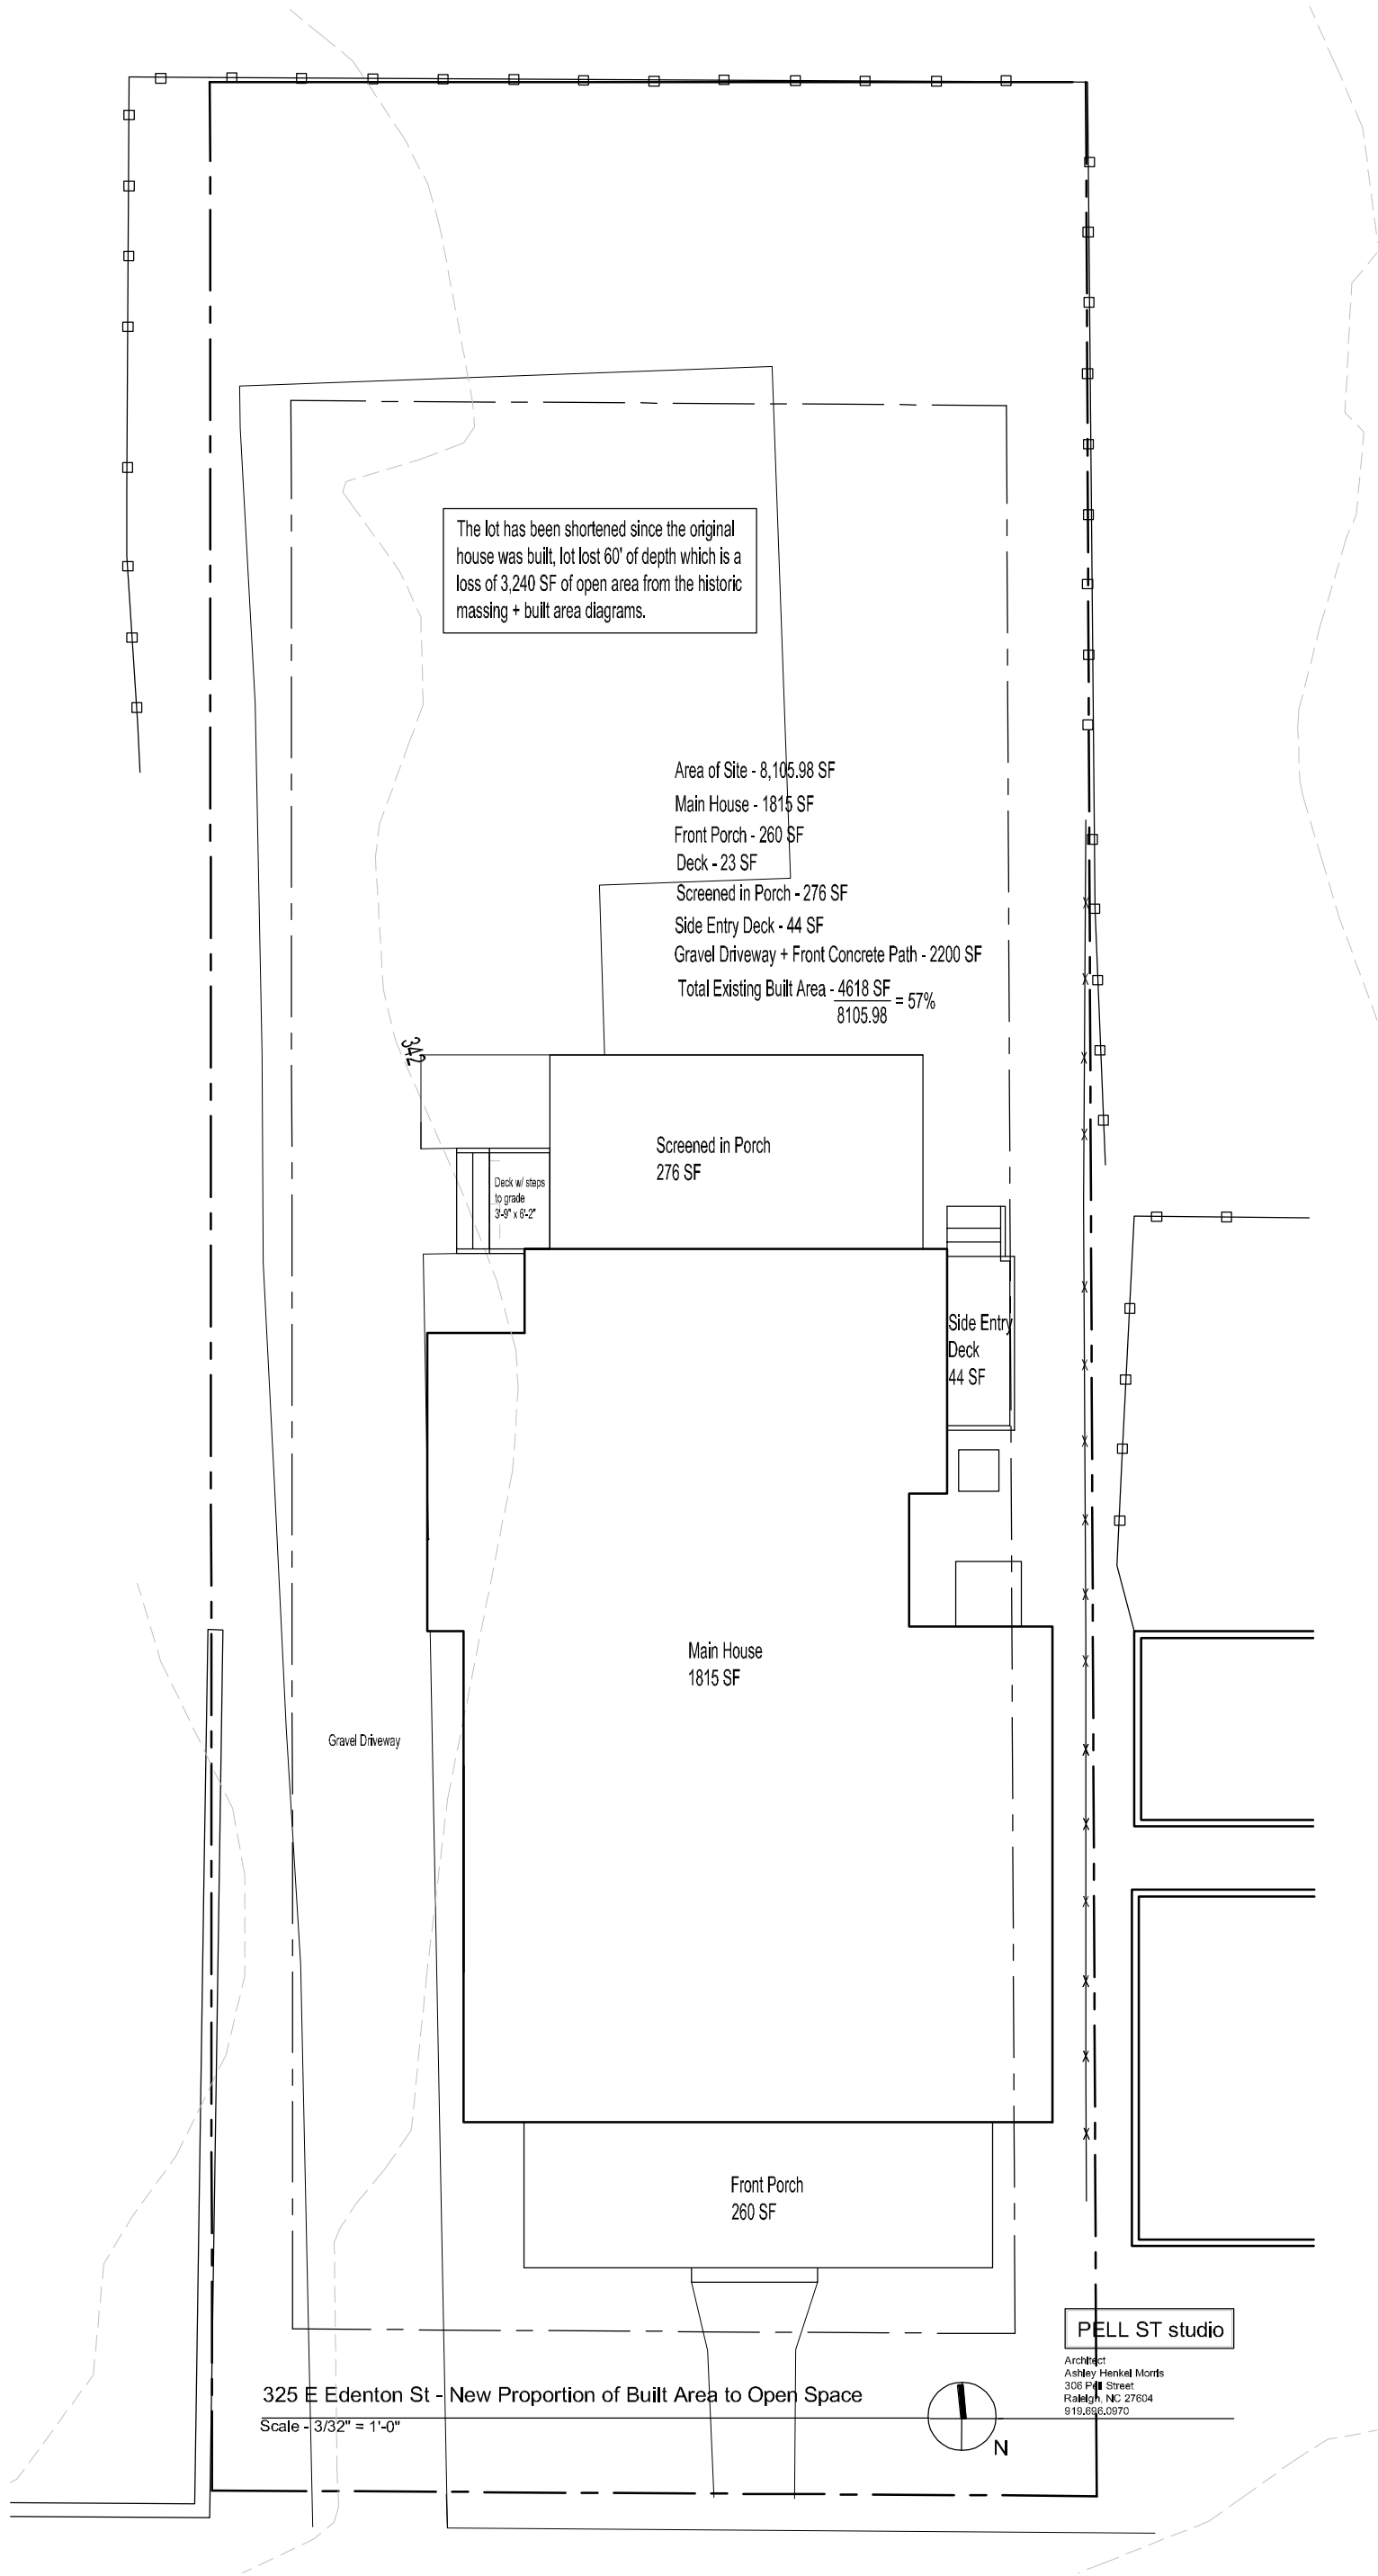 The lot has been shortened since the original
house was built, lot lost 60' of depth which is a
loss of 3,240 SF of open area from the historic
massing + built area diagrams.
Area of Site - 8,105.98 SF
Main House - 1815 SF
Front Porch - 260 SF
Deck - 23 SF
Screened in Porch - 276 SF
Side Entry Deck - 44 SF
Gravel Driveway + Front Concrete Path - 2200 SF
Total Existing Built Area - 4618 SF = 57%
8105.98
342
Screened in Porch
276 SF
Deck w/ steps
to grade
3'-9" x 6'-2"
Side Entry
Deck
44 SF
Main House
1815 SF
Gravel Driveway
Front Porch
260 SF
PELL ST studio
Architect
Ashley Henkel Morris
306 Pell Street
Raleigh, NC 27604
919.696.0970
325 E Edenton St - New Proportion of Built Area to Open Space
Scale - 3/32" = 1'-0"
N